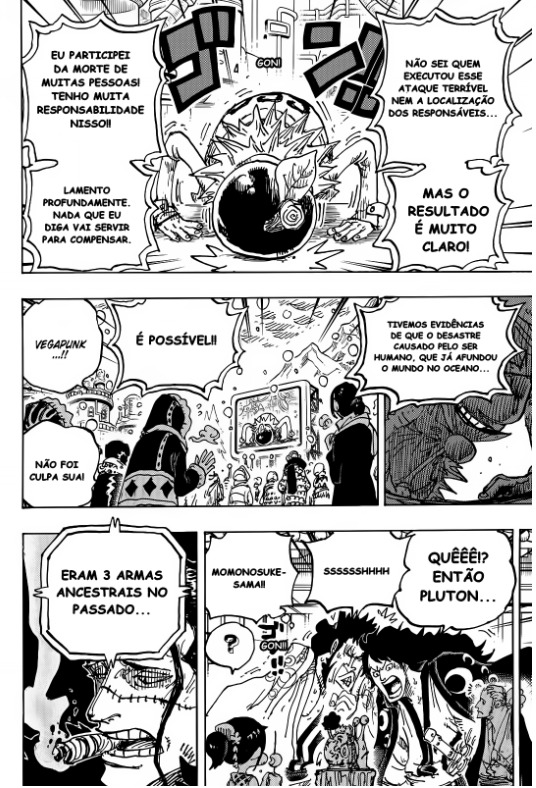 NÃO SEI QUEM
EXECUTOU ESSE
ATAQUE TERRÍVEL
NEM A LOCALIZAÇÃO
DOS RESPONSÁVEIS...
MAS O
RESULTADO
É MUITO
CLARO!
ゴゴ
GON!
EU PARTICIPEI
DA MORTE DE
MUITAS PESSOAS!
TENHO MUITA
RESPONSABILIDADE
NISSO!!
LAMENTO
PROFUNDAMENTE.
NADA QUE EU
DIGA VAI SERVIR
PARA COMPENSAR.
TIVEMOS EVIDÊNCIAS
DE QUE O DESASTRE
CAUSADO PELO SER
HUMANO, QUE JÁ AFUNDOU
O MUNDO NO OCEANO...
É POSSÍVEL!!
VEGAPUNK
...!!
NÃO FOI
CULPA SUA!
QUÊÊÊ!?
ENTÃO
PLUTON...
SSSSSSHHHH
MOMONOSUKE-
SAMA!!
GON!!
?
ERAM 3 ARMAS
ANCESTRAIS NO
PASSADO...